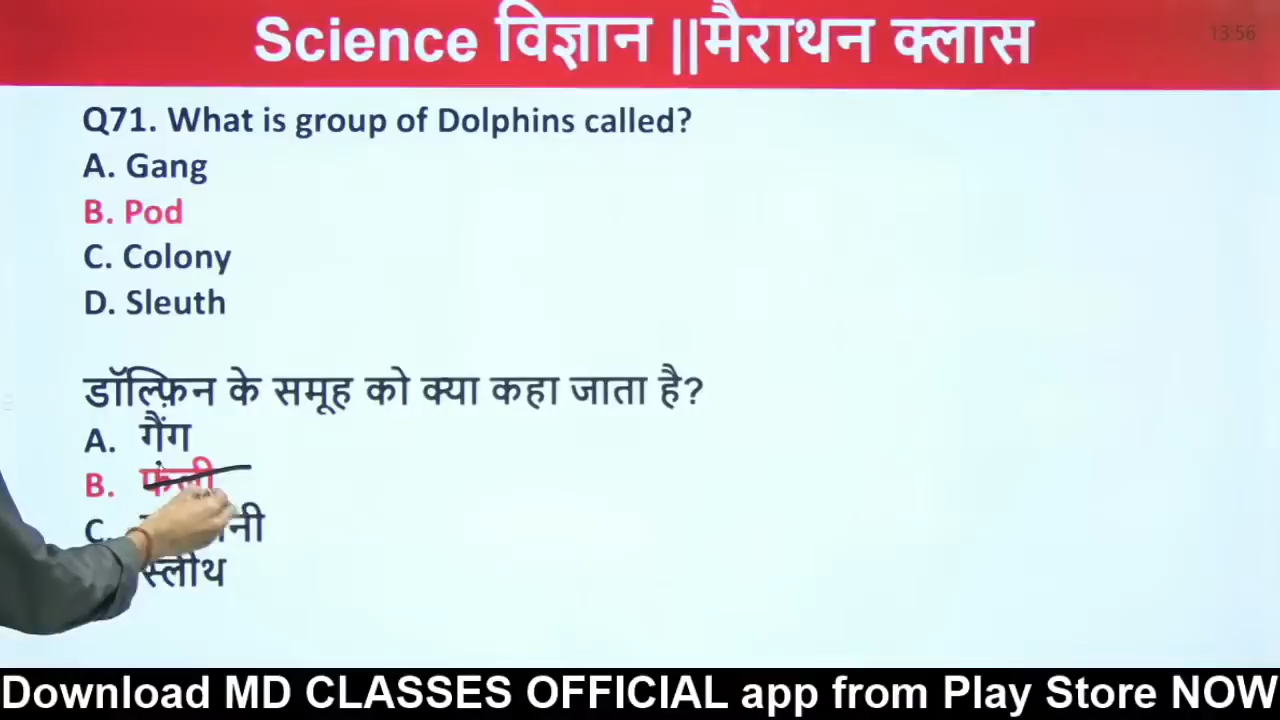 Science विज्ञान ||मैराथन क्लास
13:56
Q71. What is group of Dolphins called?
A. Gang
B. Pod
C. Colony
D. Sleuth
डॉल्फ़िन के समूह को क्या कहा जाता है?
A. गैंग
B. फली
C.
स्लीथ
Download MD CLASSES OFFICIAL app from Play Store NOW